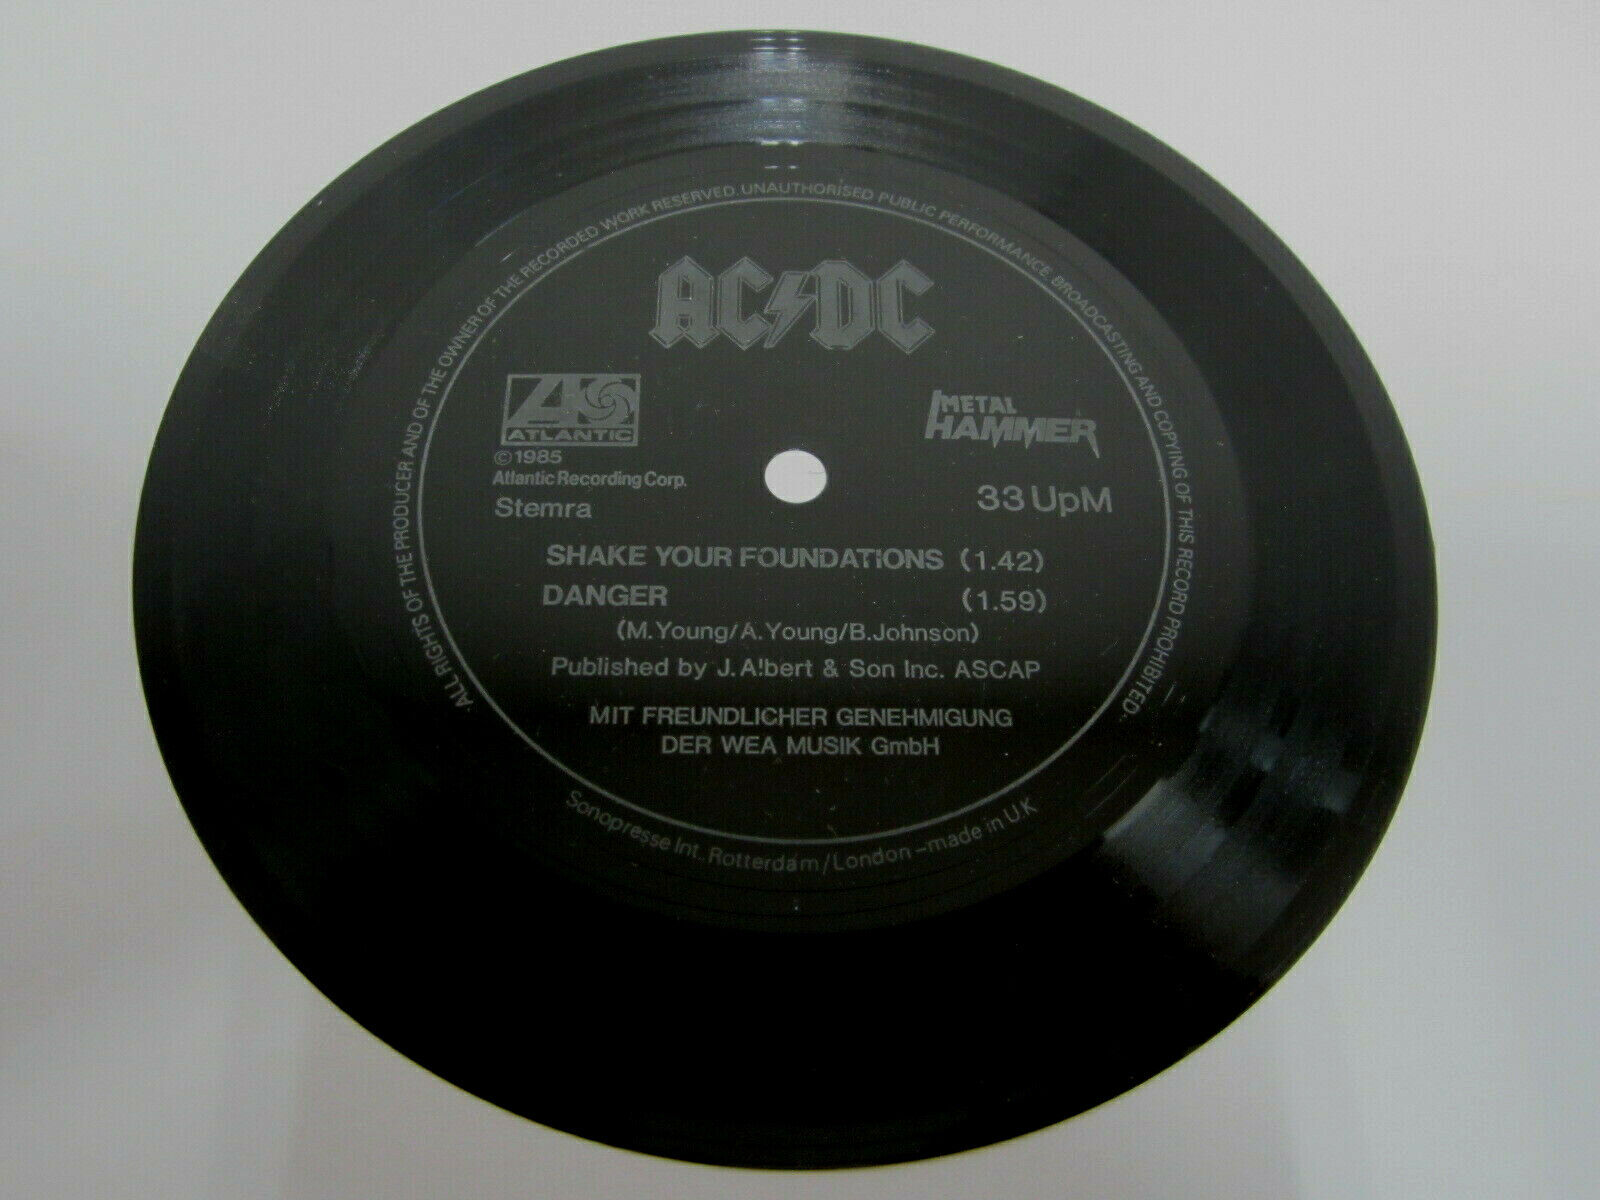 ALL RIGHTS OF THE PRODUCER AND OF THE OWNER OF THE RECORDED WORK RESERVED. UNAUTHORISED PUBLIC PERFORMANCE. BROADCASTING AND COPYING OF THIS RECORD PROHIBITED.
AC/DC
ATLANTIC
METAL HAMMER
©1985
Atlantic Recording Corp.
Stemra
33 UpM
SHAKE YOUR FOUNDATIONS (1.42)
DANGER (1.59)
(M. Young/A. Young/B. Johnson)
Published by J. Albert & Son Inc. ASCAP
MIT FREUNDLICHER GENEHMIGUNG
DER WEA MUSIK GmbH
Sonopresse Int., Rotterdam/London – made in U.K